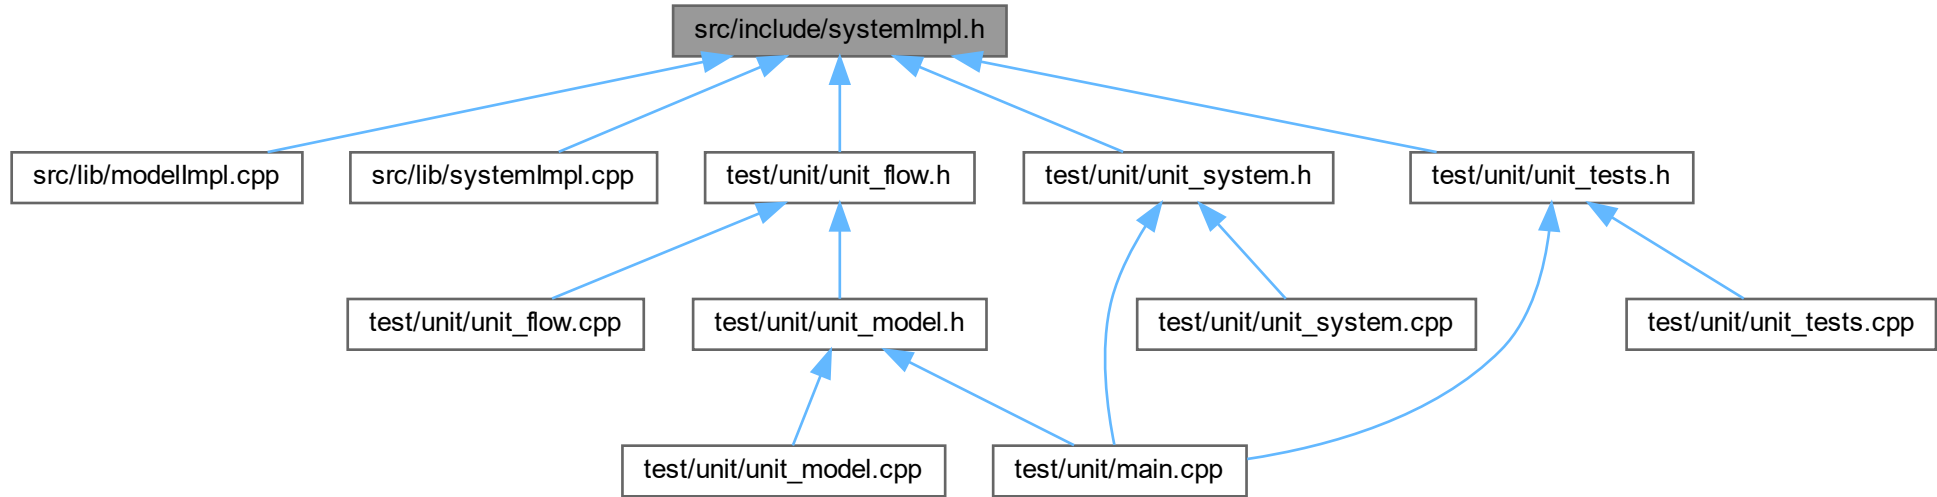 src/include/systemImpl.h
src/lib/modelImpl.cpp
src/lib/systemImpl.cpp
test/unit/unit_flow.h
test/unit/unit_system.h
test/unit/unit_tests.h
test/unit/unit_flow.cpp
test/unit/unit_model.h
test/unit/unit_system.cpp
test/unit/unit_tests.cpp
test/unit/unit_model.cpp
test/unit/main.cpp